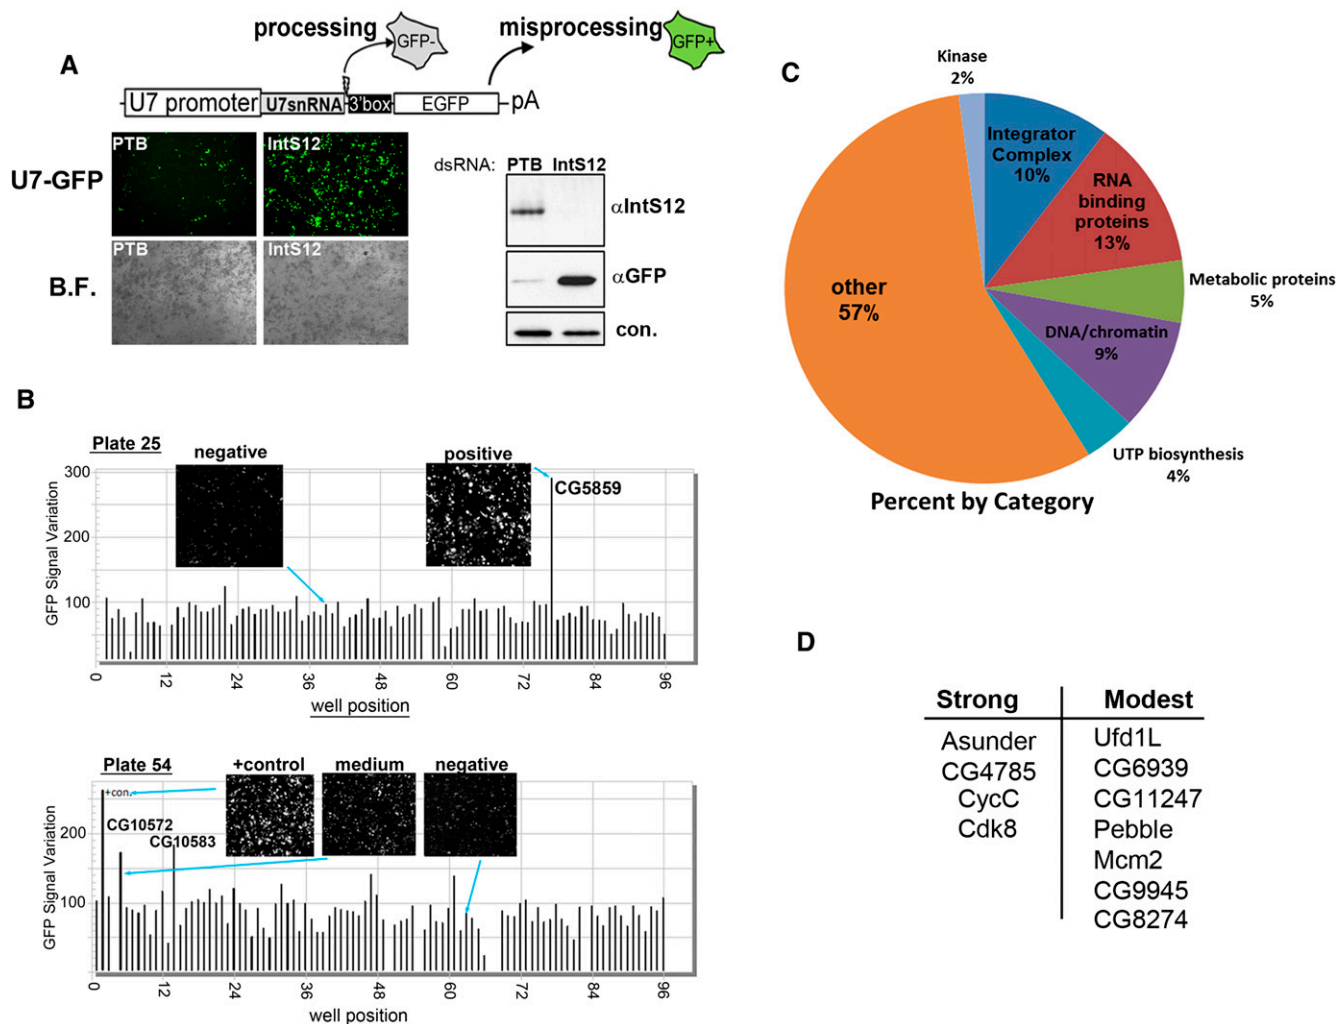 processing
misprocessing
GFP-
GFP+
A
U7 promoter
U7snRNA
3'box
EGFP
pA
PTB
IntS12
U7-GFP
PTB
IntS12
B.F.
dsRNA: PTB IntS12
αIntS12
αGFP
con.
B
Plate 25
negative
positive
CG5859
300
200
100
0
GFP Signal Variation
0 12 24 36 48 60 72 84 96
well position
Plate 54
+control
medium
negative
+con.
CG10572
CG10583
200
100
GFP Signal Variation
0 12 24 36 48 60 72 84 96
well position
C
Kinase
2%
Integrator
Complex
10%
RNA
binding
proteins
13%
Metabolic proteins
5%
DNA/chromatin
9%
UTP biosynthesis
4%
other
57%
Percent by Category
D
Strong Modest
Asunder Ufd1L
CG4785 CG6939
CycC CG11247
Cdk8 Pebble
Mcm2
CG9945
CG8274